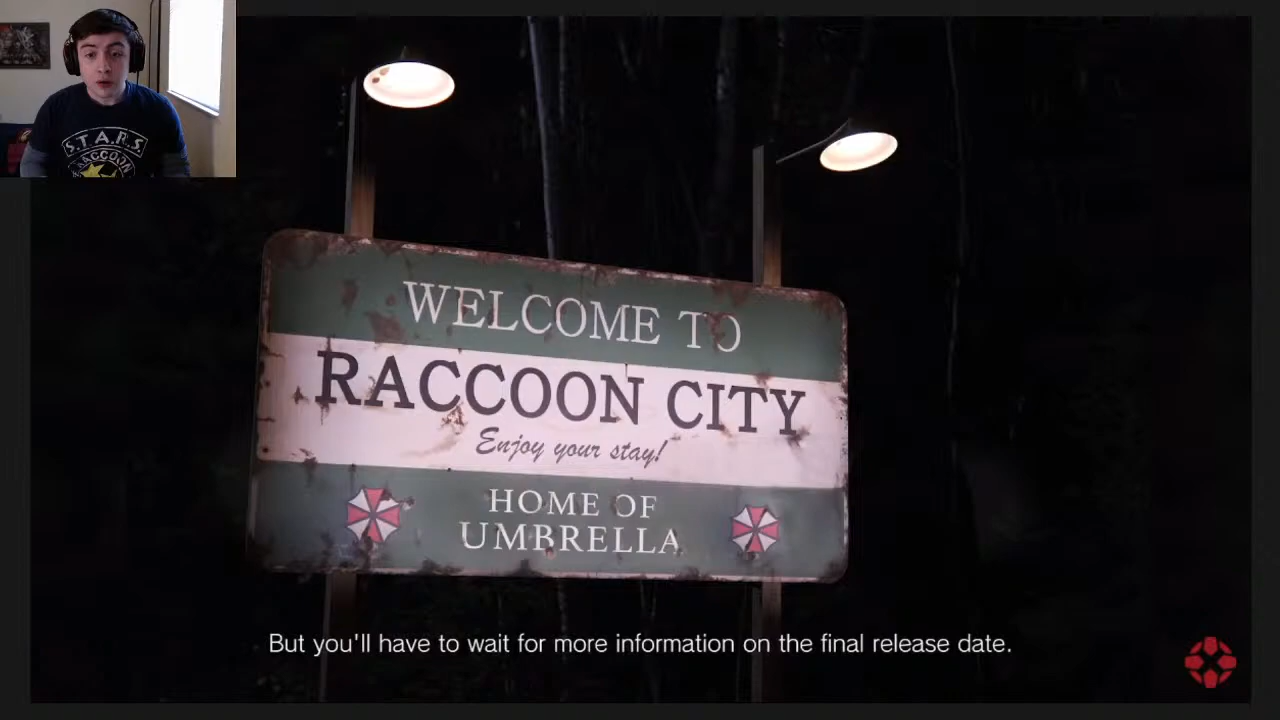 S.T.A.R.S.
RACCOON
WELCOME TO
RACCOON CITY
Enjoy your stay!
HOME OF
UMBRELLA
But you'll have to wait for more information on the final release date.